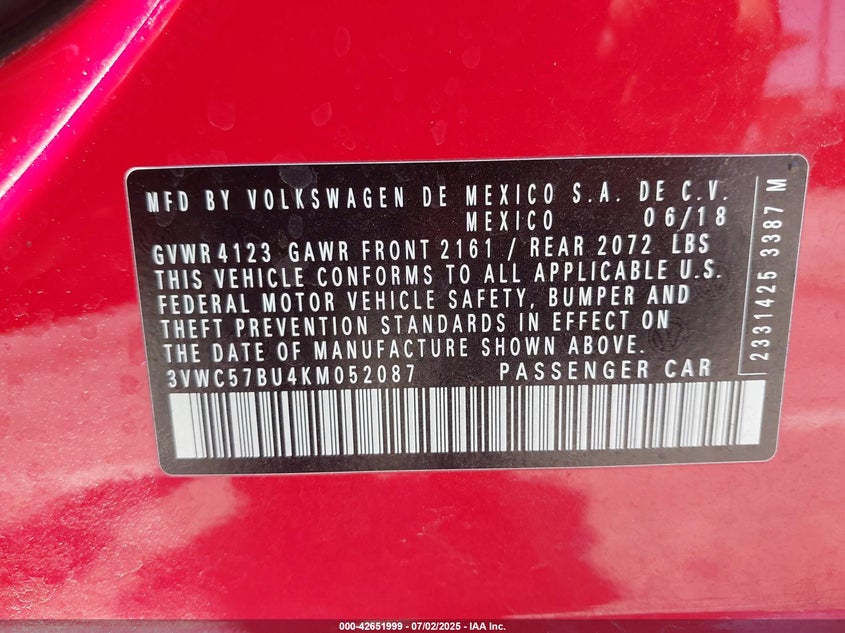 MFD BY VOLKSWAGEN DE MEXICO S.A. DE C.V.
MEXICO 06/18
GVWR 4123 GAWR FRONT 2161 / REAR 2072 LBS
THIS VEHICLE CONFORMS TO ALL APPLICABLE U.S.
FEDERAL MOTOR VEHICLE SAFETY, BUMPER AND
THEFT PREVENTION STANDARDS IN EFFECT ON
THE DATE OF MANUFACTURE SHOWN ABOVE.
3VWC57BU4KM052087 PASSENGER CAR
2331425 3387 M
000-42651999 - 07/02/2025 - IAA Inc.